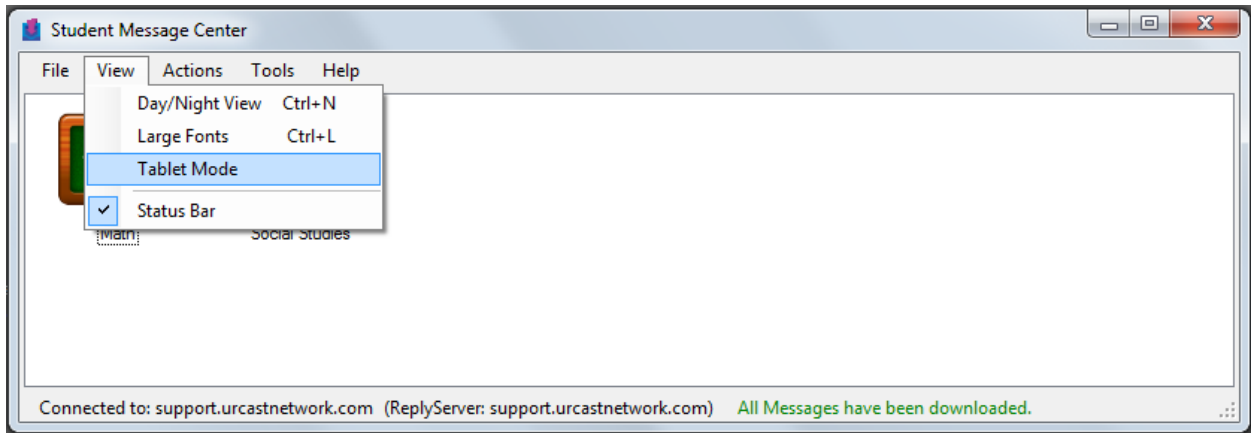 Student Message Center
File View Actions Tools Help
Day/Night View Ctrl+N
Large Fonts Ctrl+L
Tablet Mode
Status Bar
Math Social Studies
Connected to: support.urcastnetwork.com (ReplyServer: support.urcastnetwork.com) All Messages have been downloaded.